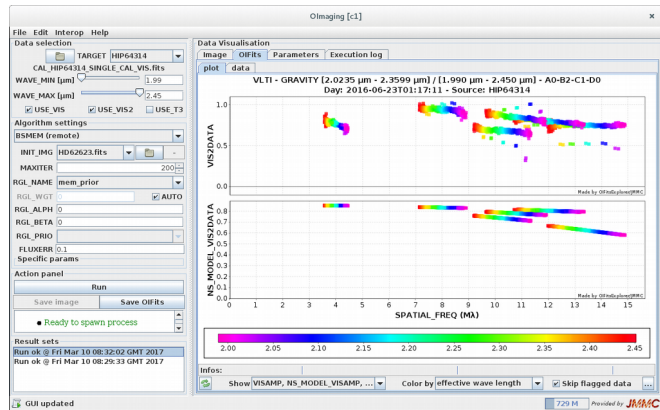 OImaging [c1]
File Edit Interop Help
Data selection
TARGET HIP64314
CAL_HIP64314_SINGLE_CAL_VIS.fits
WAVE_MIN [µm] 1.99
WAVE_MAX [µm] 2.45
USE_VIS USE_VIS2 USE_T3
Algorithm settings
BSMEM (remote)
INIT_IMG HD62623.fits -
MAXITER 200
RGL_NAME mem_prior
RGL_WGT 0 AUTO
RGL_ALPH 0
RGL_BETA 0
RGL_PRIO
FLUXERR 0.1
Specific params
Action panel
Run
Save image Save OIFits
Ready to spawn process
Result sets
Run ok @ Fri Mar 10 08:32:02 GMT 2017
Run ok @ Fri Mar 10 08:29:33 GMT 2017
GUI updated
Data Visualisation
Image OIFits Parameters Execution log
plot data
VLTI - GRAVITY [2.0235 µm - 2.3599 µm] / [1.990 µm - 2.450 µm] - A0-B2-C1-D0
Day: 2016-06-23T01:17:11 - Source: HIP64314
VIS2DATA
1.0
0.5
0.0
Made by OIFitsExplorer/JMMC
NS_MODEL_VIS2DATA
0.8
0.7
0.6
0.5
0.4
0.3
0.2
0.1
0.0
Made by OIFitsExplorer/JMMC
0 1 2 3 4 5 6 7 8 9 10 11 12 13 14 15
SPATIAL_FREQ (Mλ)
2.00 2.05 2.10 2.15 2.20 2.25 2.30 2.35 2.40 2.45
Infos:
Show VISAMP, NS_MODEL_VISAMP, ... Color by effective wave length Skip flagged data ...
729 M Provided by JMMC